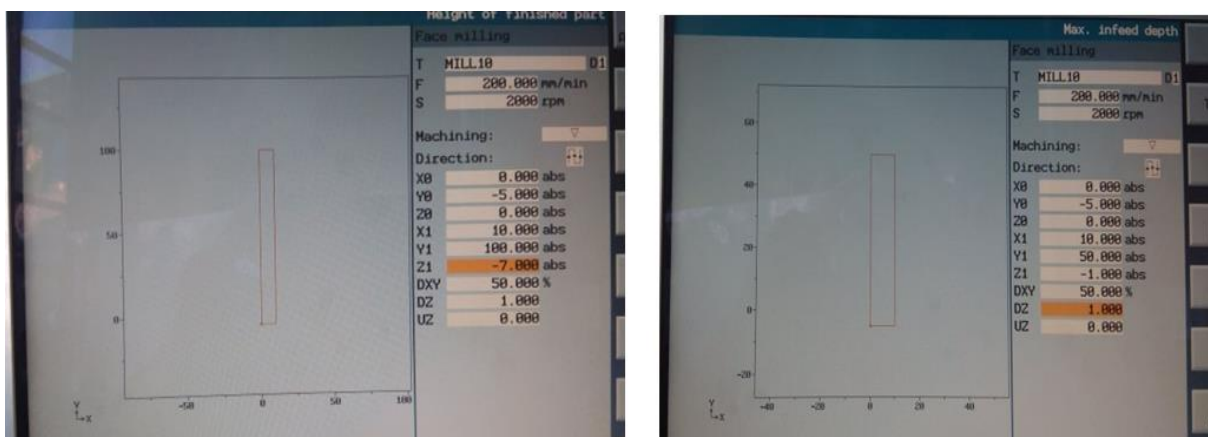 Height of finished part
Face milling
T MILL10 D1
F 200.000 mm/min
S 2000 rpm
Machining: ▽
Direction:
X0 0.000 abs
Y0 -5.000 abs
Z0 0.000 abs
X1 10.000 abs
Y1 100.000 abs
Z1 -7.000 abs
DXY 50.000 %
DZ 1.000
UZ 0.000
100
50
0
-50 0 50 100
Y
X
Max. infeed depth
Face milling
T MILL10 D1
F 200.000 mm/min
S 2000 rpm
Machining: ▽
Direction:
X0 0.000 abs
Y0 -5.000 abs
Z0 0.000 abs
X1 10.000 abs
Y1 50.000 abs
Z1 -1.000 abs
DXY 50.000 %
DZ 1.000
UZ 0.000
60
40
20
0
-20
-40 -20 0 20 40
Y
X